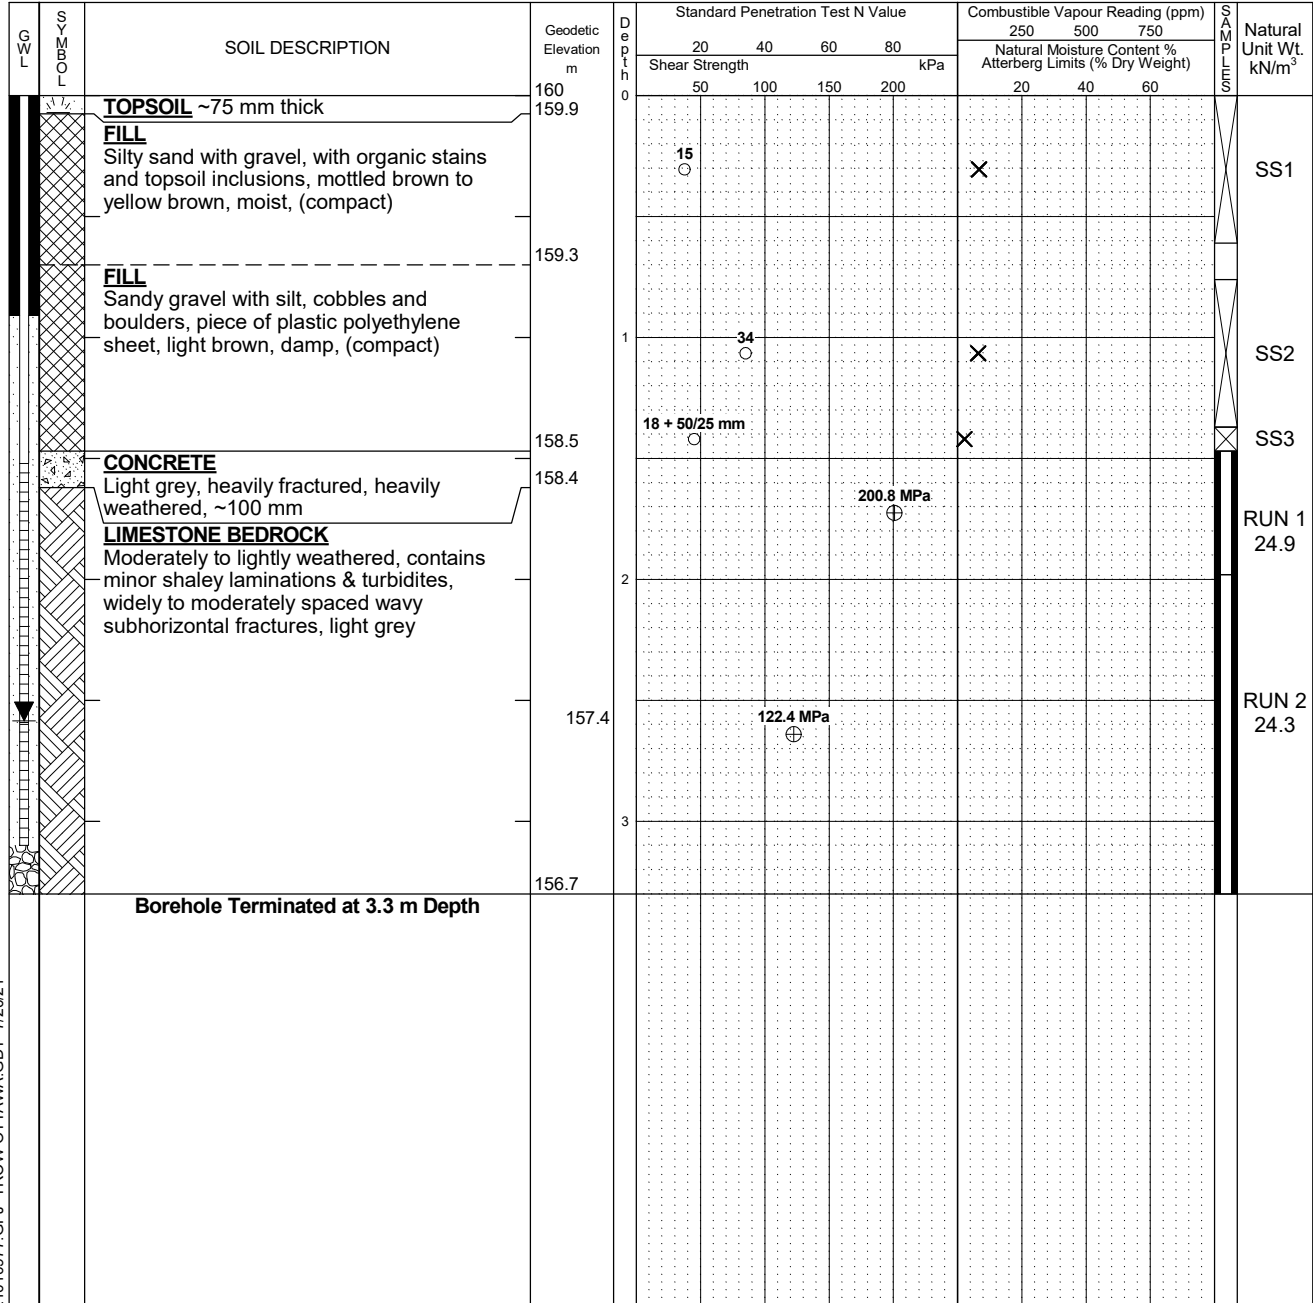 GWL
SYMBOL
SOIL DESCRIPTION
Geodetic
Elevation
m
Depth
Standard Penetration Test N Value
20 40 60 80
Shear Strength kPa
50 100 150 200
Combustible Vapour Reading (ppm)
250 500 750
Natural Moisture Content %
Atterberg Limits (% Dry Weight)
20 40 60
SAMPLES
Natural
Unit Wt.
kN/m³
160
0
TOPSOIL ~75 mm thick
159.9
FILL
Silty sand with gravel, with organic stains
and topsoil inclusions, mottled brown to
yellow brown, moist, (compact)
15
SS1
159.3
FILL
Sandy gravel with silt, cobbles and
boulders, piece of plastic polyethylene
sheet, light brown, damp, (compact)
1
34
SS2
18 + 50/25 mm
SS3
158.5
CONCRETE
Light grey, heavily fractured, heavily
weathered, ~100 mm
158.4
200.8 MPa
RUN 1
24.9
LIMESTONE BEDROCK
Moderately to lightly weathered, contains
minor shaley laminations & turbidites,
widely to moderately spaced wavy
subhorizontal fractures, light grey
2
157.4
122.4 MPa
RUN 2
24.3
3
156.7
Borehole Terminated at 3.3 m Depth